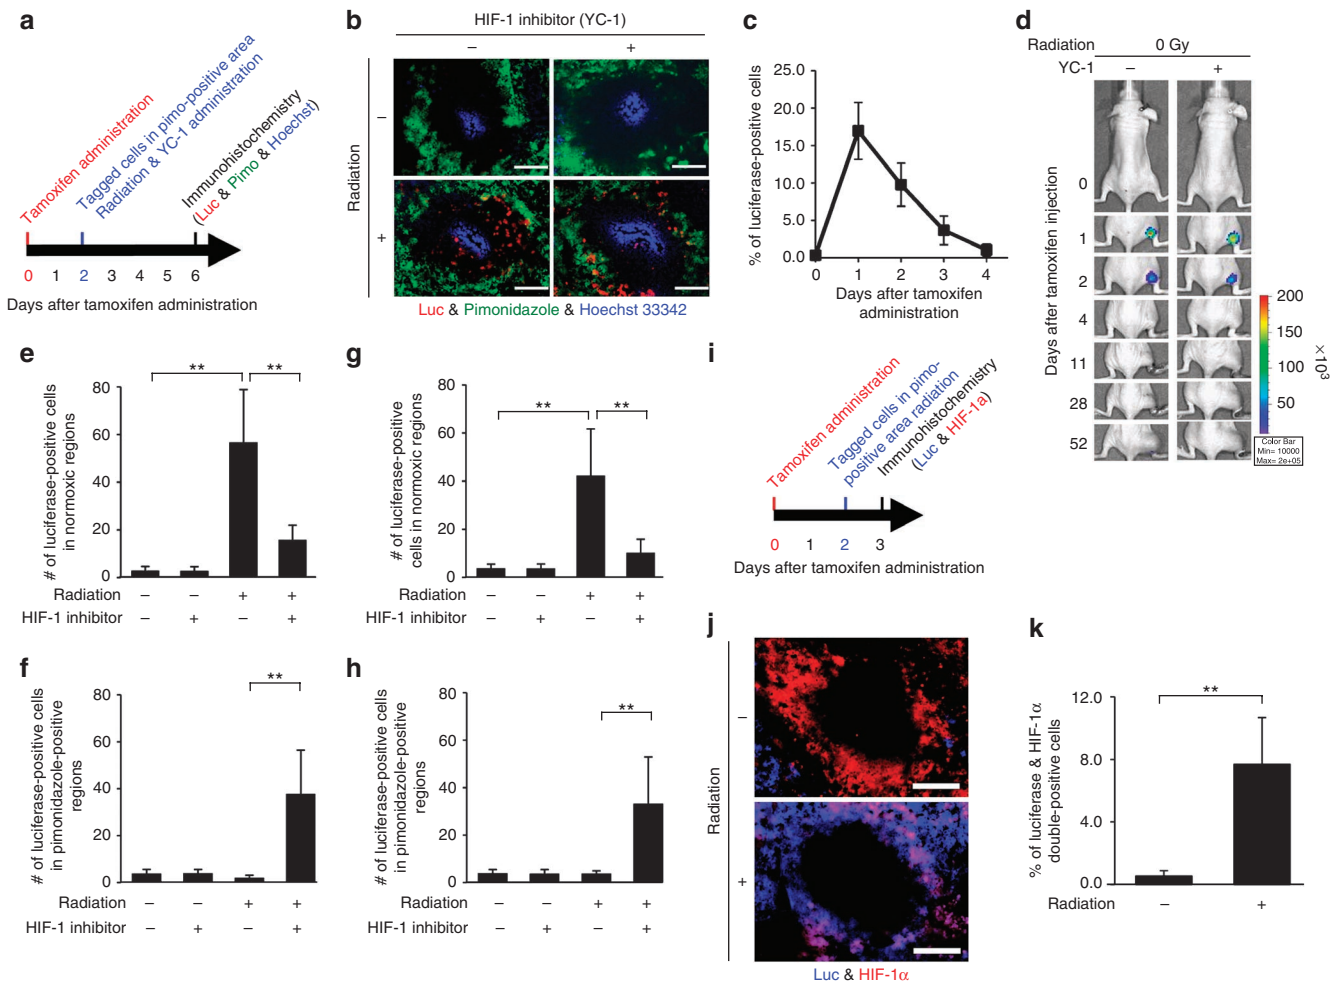 a
Tamoxifen administration
Tagged cells in pimo-positive area
Radiation & YC-1 administration
Immunohistochemistry
(Luc & Pimo & Hoechst)
0 1 2 3 4 5 6
Days after tamoxifen administration
b
HIF-1 inhibitor (YC-1)
– +
Radiation
–
+
Luc & Pimonidazole & Hoechst 33342
c
% of luciferase-positive cells
25.0
20.0
15.0
10.0
5.0
0.0
0 1 2 3 4
Days after tamoxifen
administration
d
Radiation 0 Gy
YC-1 – +
Days after tamoxifen injection
0
1
2
4
11
28
52
200
150
100
50
×10³
Color Bar
Min= 10000
Max= 2e+05
e
# of luciferase-positive cells
in normoxic regions
80
60
40
20
0
** **
Radiation – – + +
HIF-1 inhibitor – + – +
f
# of luciferase-positive cells
in pimonidazole-positive
regions
80
60
40
20
0
**
Radiation – – + +
HIF-1 inhibitor – + – +
g
# of luciferase-positive
cells in normoxic regions
80
60
40
20
0
** **
Radiation – – + +
HIF-1 inhibitor – + – +
h
# of luciferase-positive cells
in pimonidazole-positive
regions
80
60
40
20
0
**
Radiation – – + +
HIF-1 inhibitor – + – +
i
Tamoxifen administration
Tagged cells in pimo-
positive area radiation
Immunohistochemistry
(Luc & HIF-1a)
0 1 2 3
Days after tamoxifen administration
j
Radiation
–
+
Luc & HIF-1α
k
% of luciferase & HIF-1α
double-positive cells
12.0
8.0
4.0
0.0
**
Radiation – +